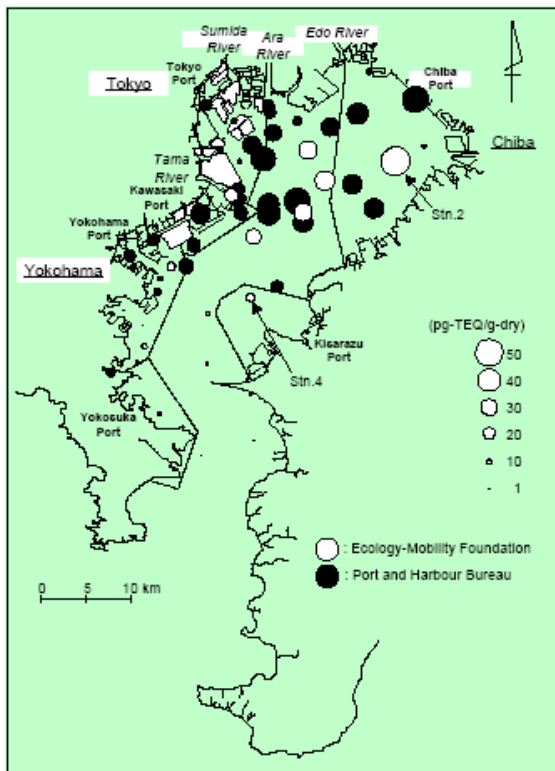 Sumida
River
Ara
River
Edo River
Tokyo
Port
Tokyo
Chiba
Port
Chiba
Tama
River
Kawasaki
Port
Stn.2
Yokohama
Port
Yokohama
(pg-TEQ/g-dry)
Kisarazu
Port
50
40
30
20
10
1
Stn.4
Yokosuka
Port
: Ecology-Mobility Foundation
: Port and Harbour Bureau
0 5 10 km